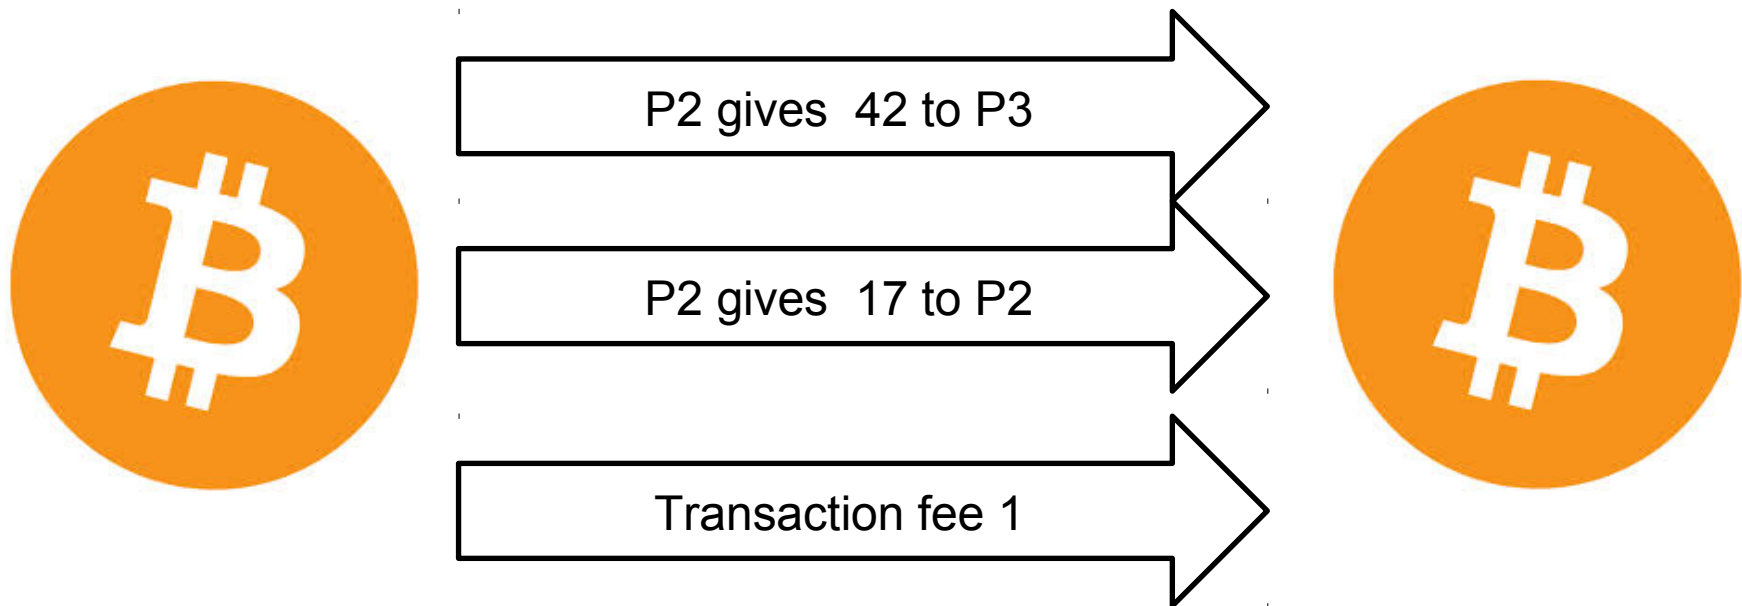 P2 gives  42 to P3
P2 gives  17 to P2
Transaction fee 1